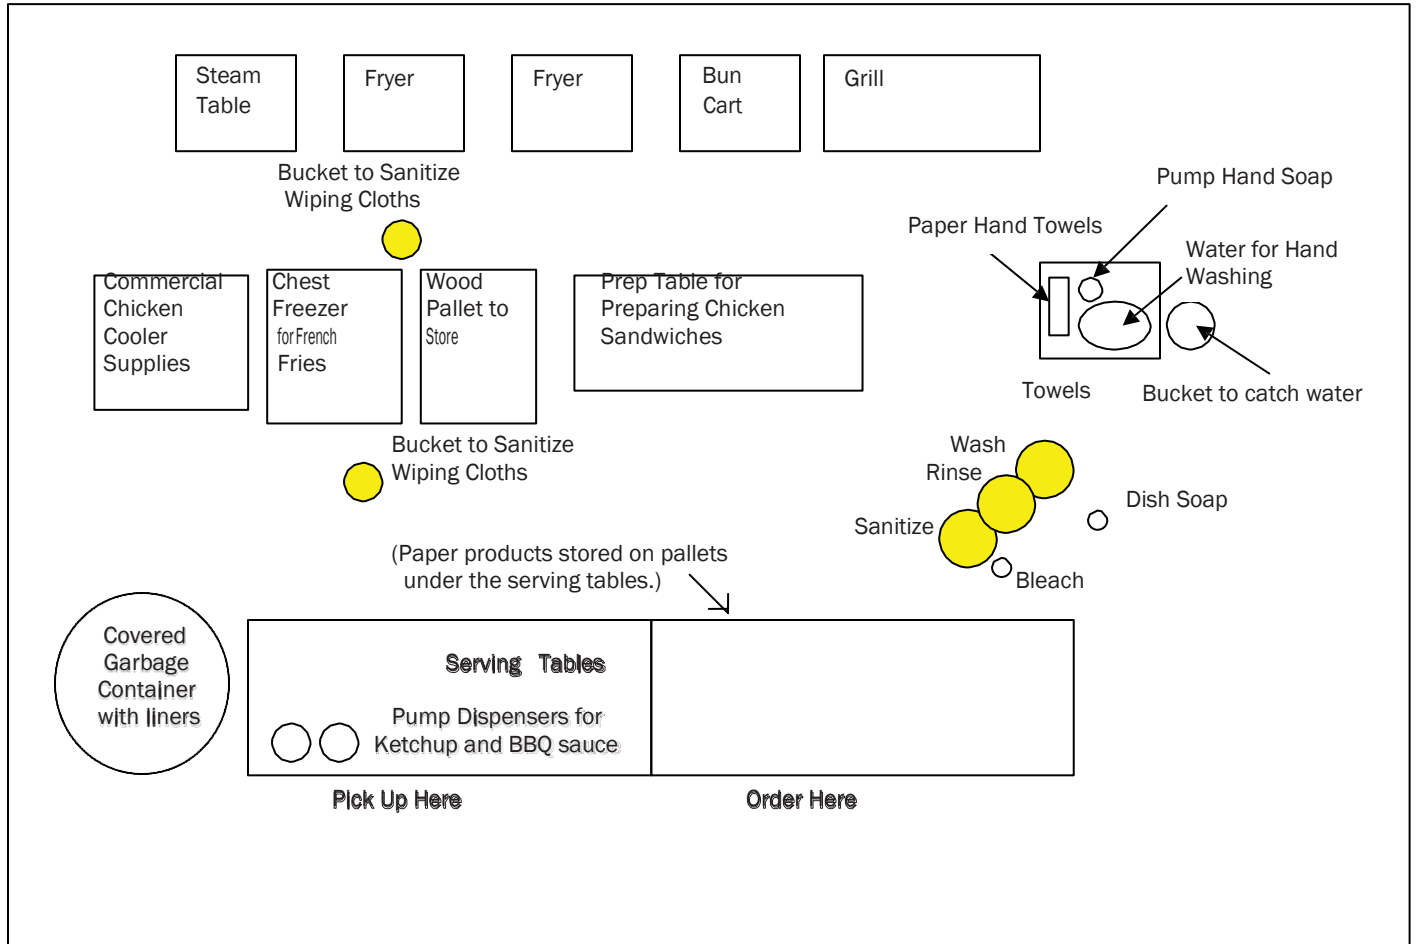 Steam
Table
Fryer
Fryer
Bun
Cart
Grill
Bucket to Sanitize
Wiping Cloths
Pump Hand Soap
Paper Hand Towels
Water for Hand
Washing
Commercial
Chicken
Cooler
Supplies
Chest
Freezer
for French
Fries
Wood
Pallet to
Store
Prep Table for
Preparing Chicken
Sandwiches
Towels
Bucket to catch water
Bucket to Sanitize
Wiping Cloths
Wash
Rinse
Sanitize
Dish Soap
Bleach
(Paper products stored on pallets
under the serving tables.)
Covered
Garbage
Container
with liners
Serving Tables
Pump Dispensers for
Ketchup and BBQ sauce
Pick Up Here
Order Here